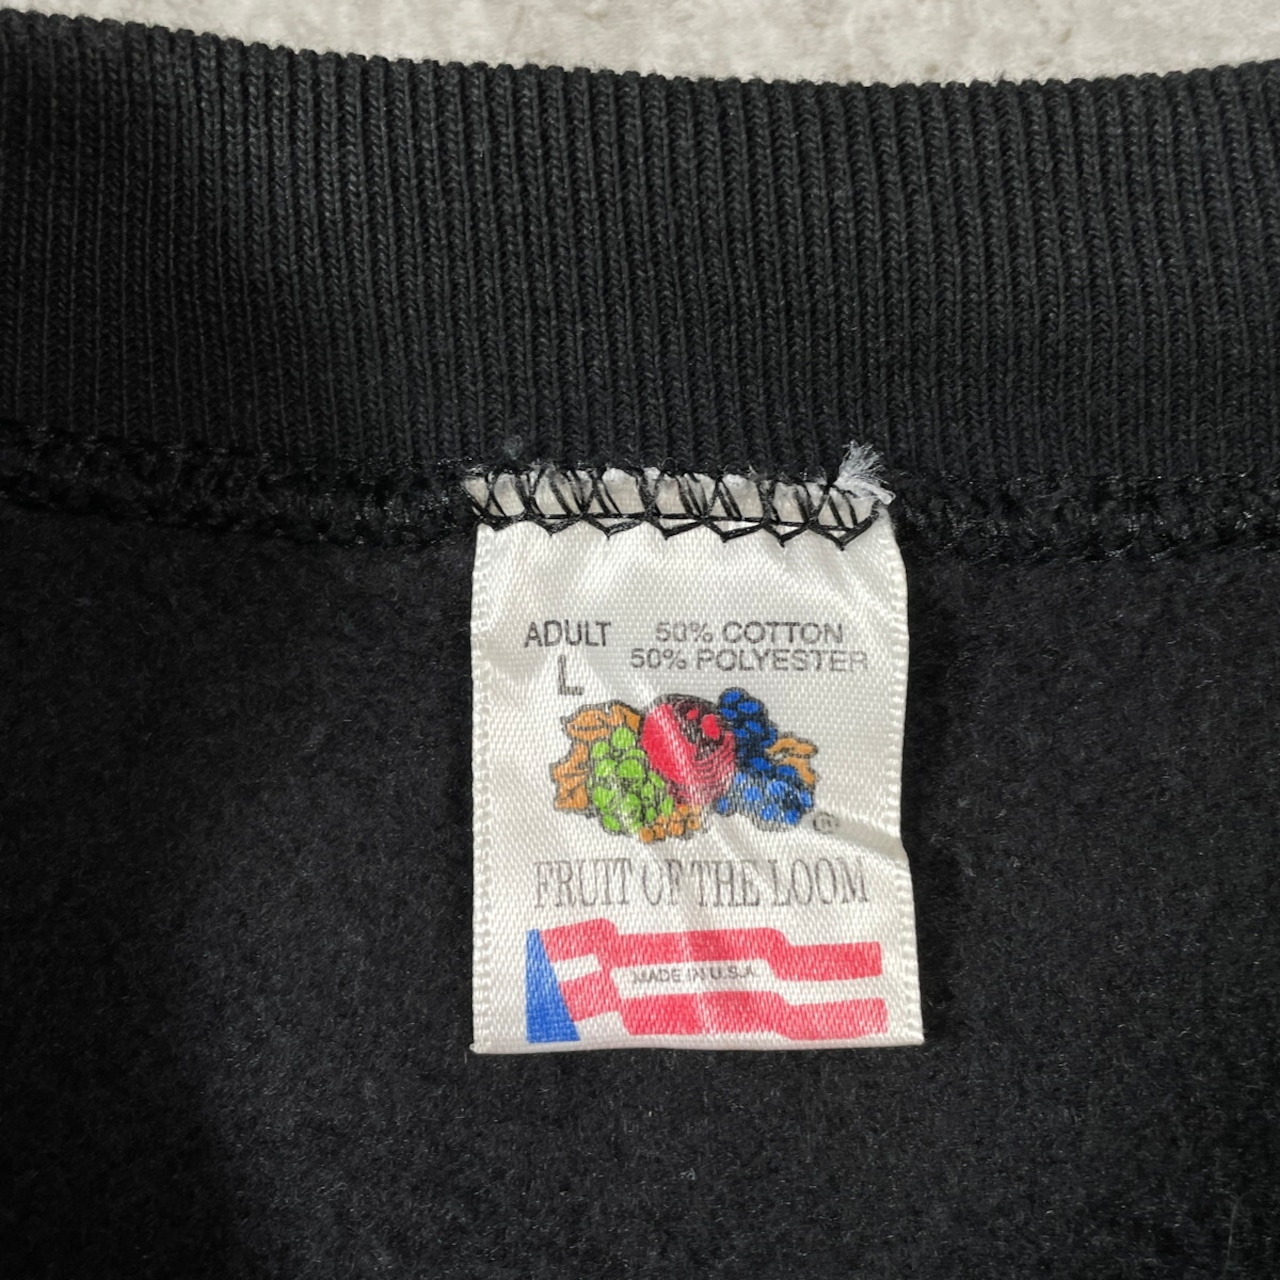 ADULT 50% COTTON
L 50% POLYESTER
®
FRUIT OF THE LOOM
MADE IN U.S.A.